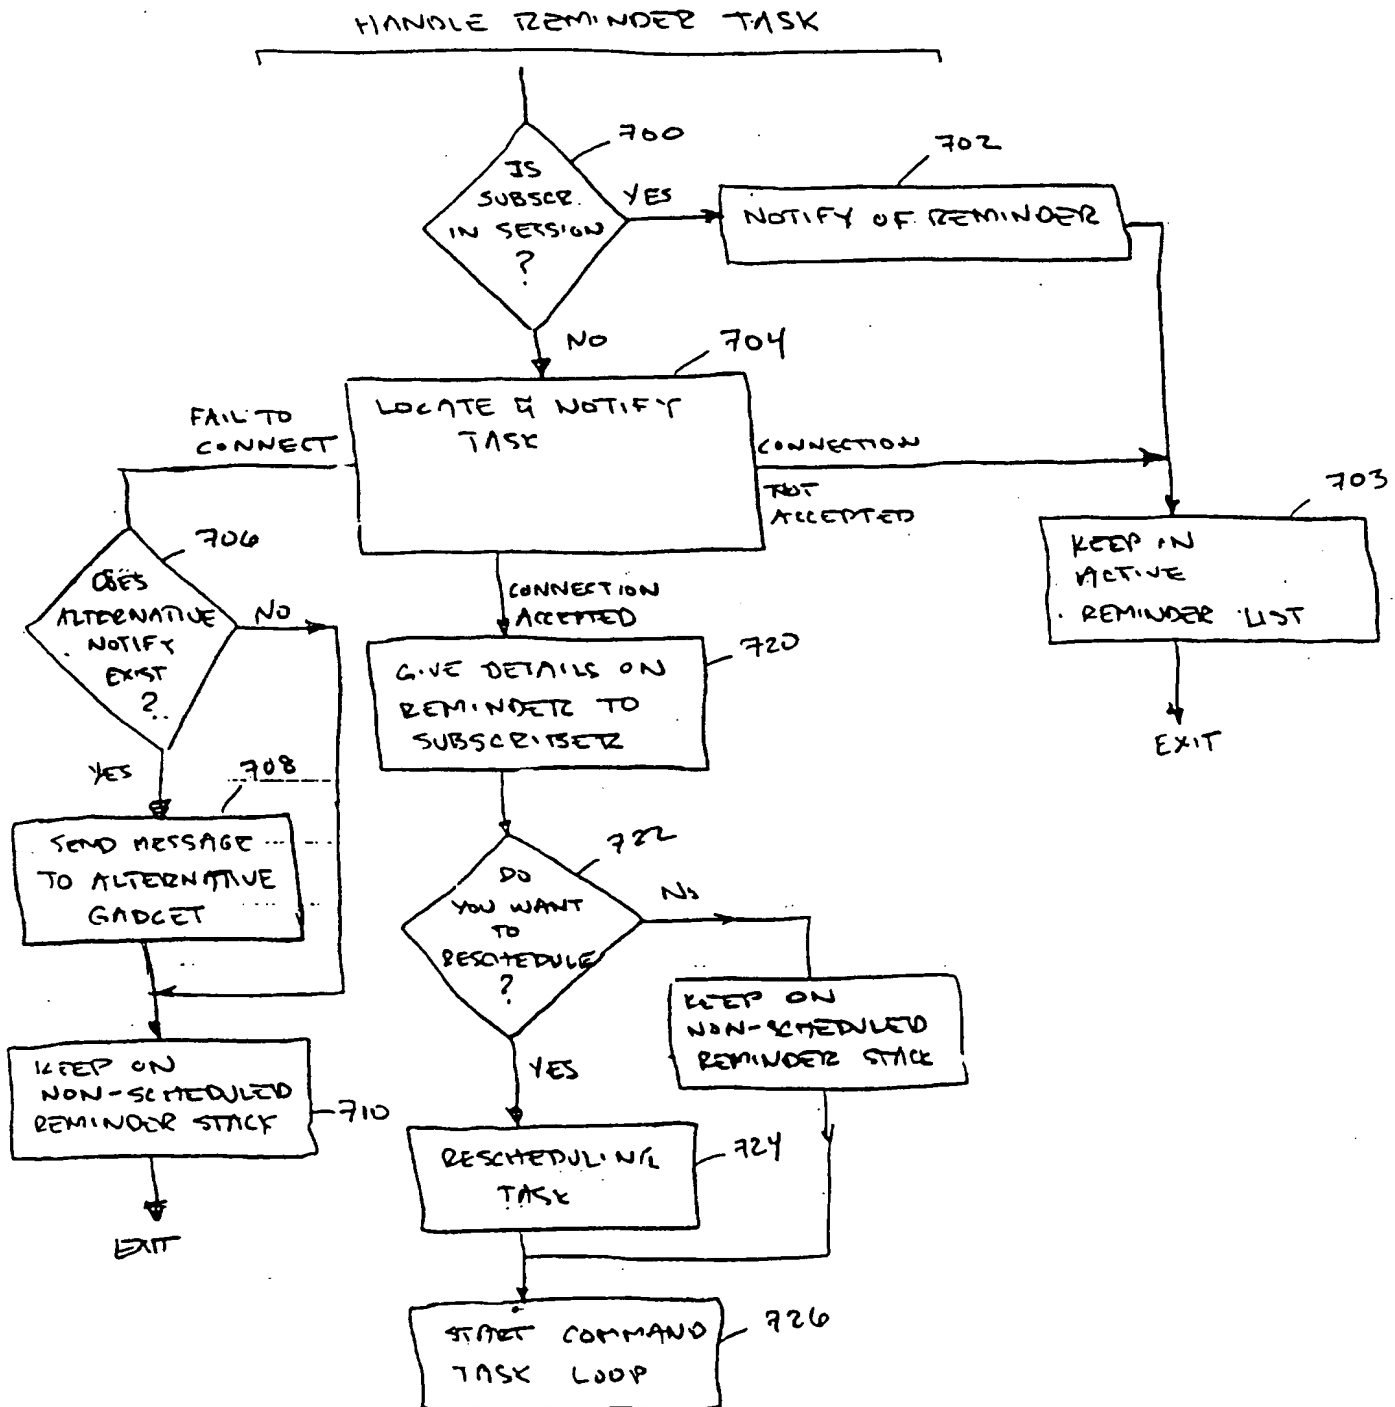 HANDLE REMINDER TASK
700
IS
SUBSCR.
IN SESSION
?
YES
702
NOTIFY OF REMINDER
NO
704
LOCATE & NOTIFY
TASK
FAIL TO
CONNECT
CONNECTION
NOT
ACCEPTED
703
KEEP IN
ACTIVE
REMINDER LIST
EXIT
706
DOES
ALTERNATIVE
NOTIFY
EXIST
?
NO
YES
708
SEND MESSAGE
TO ALTERNATIVE
GADGET
KEEP ON
NON-SCHEDULED
REMINDER STACK
710
EXIT
CONNECTION
ACCEPTED
720
GIVE DETAILS ON
REMINDER TO
SUBSCRIBER
722
DO
YOU WANT
TO
RESCHEDULE
?
NO
KEEP ON
NON-SCHEDULED
REMINDER STACK
YES
RESCHEDULING
TASK
724
START COMMAND
TASK LOOP
726